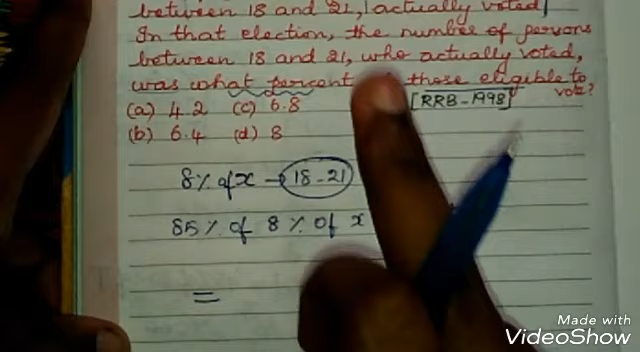 between 18 and 21, actually voted
In that election, the number of persons
between 18 and 21, who actually voted,
was what percent those eligible to
vote?
(a) 4.2 (c) 6.8 [RRB-1998]
(b) 6.4 (d) 8
8% of x → 18-21
85% of 8% of x
=
Made with
VideoShow